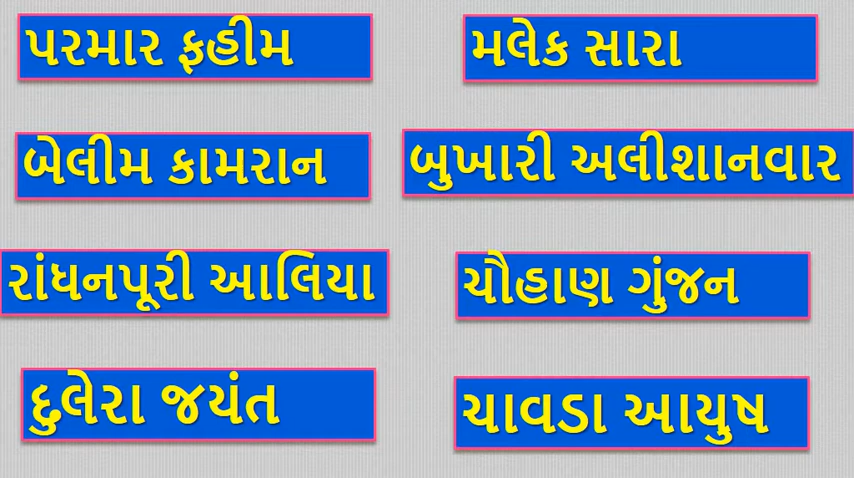 પરમાર ફહીમ
મલેક સારા
બેલીમ કામરાન
બુખારી અલીશાનવાર
રાંધનપૂરી આલિયા
ચૌહાણ ગુંજન
દુલેરા જયંત
ચાવડા આયુષ